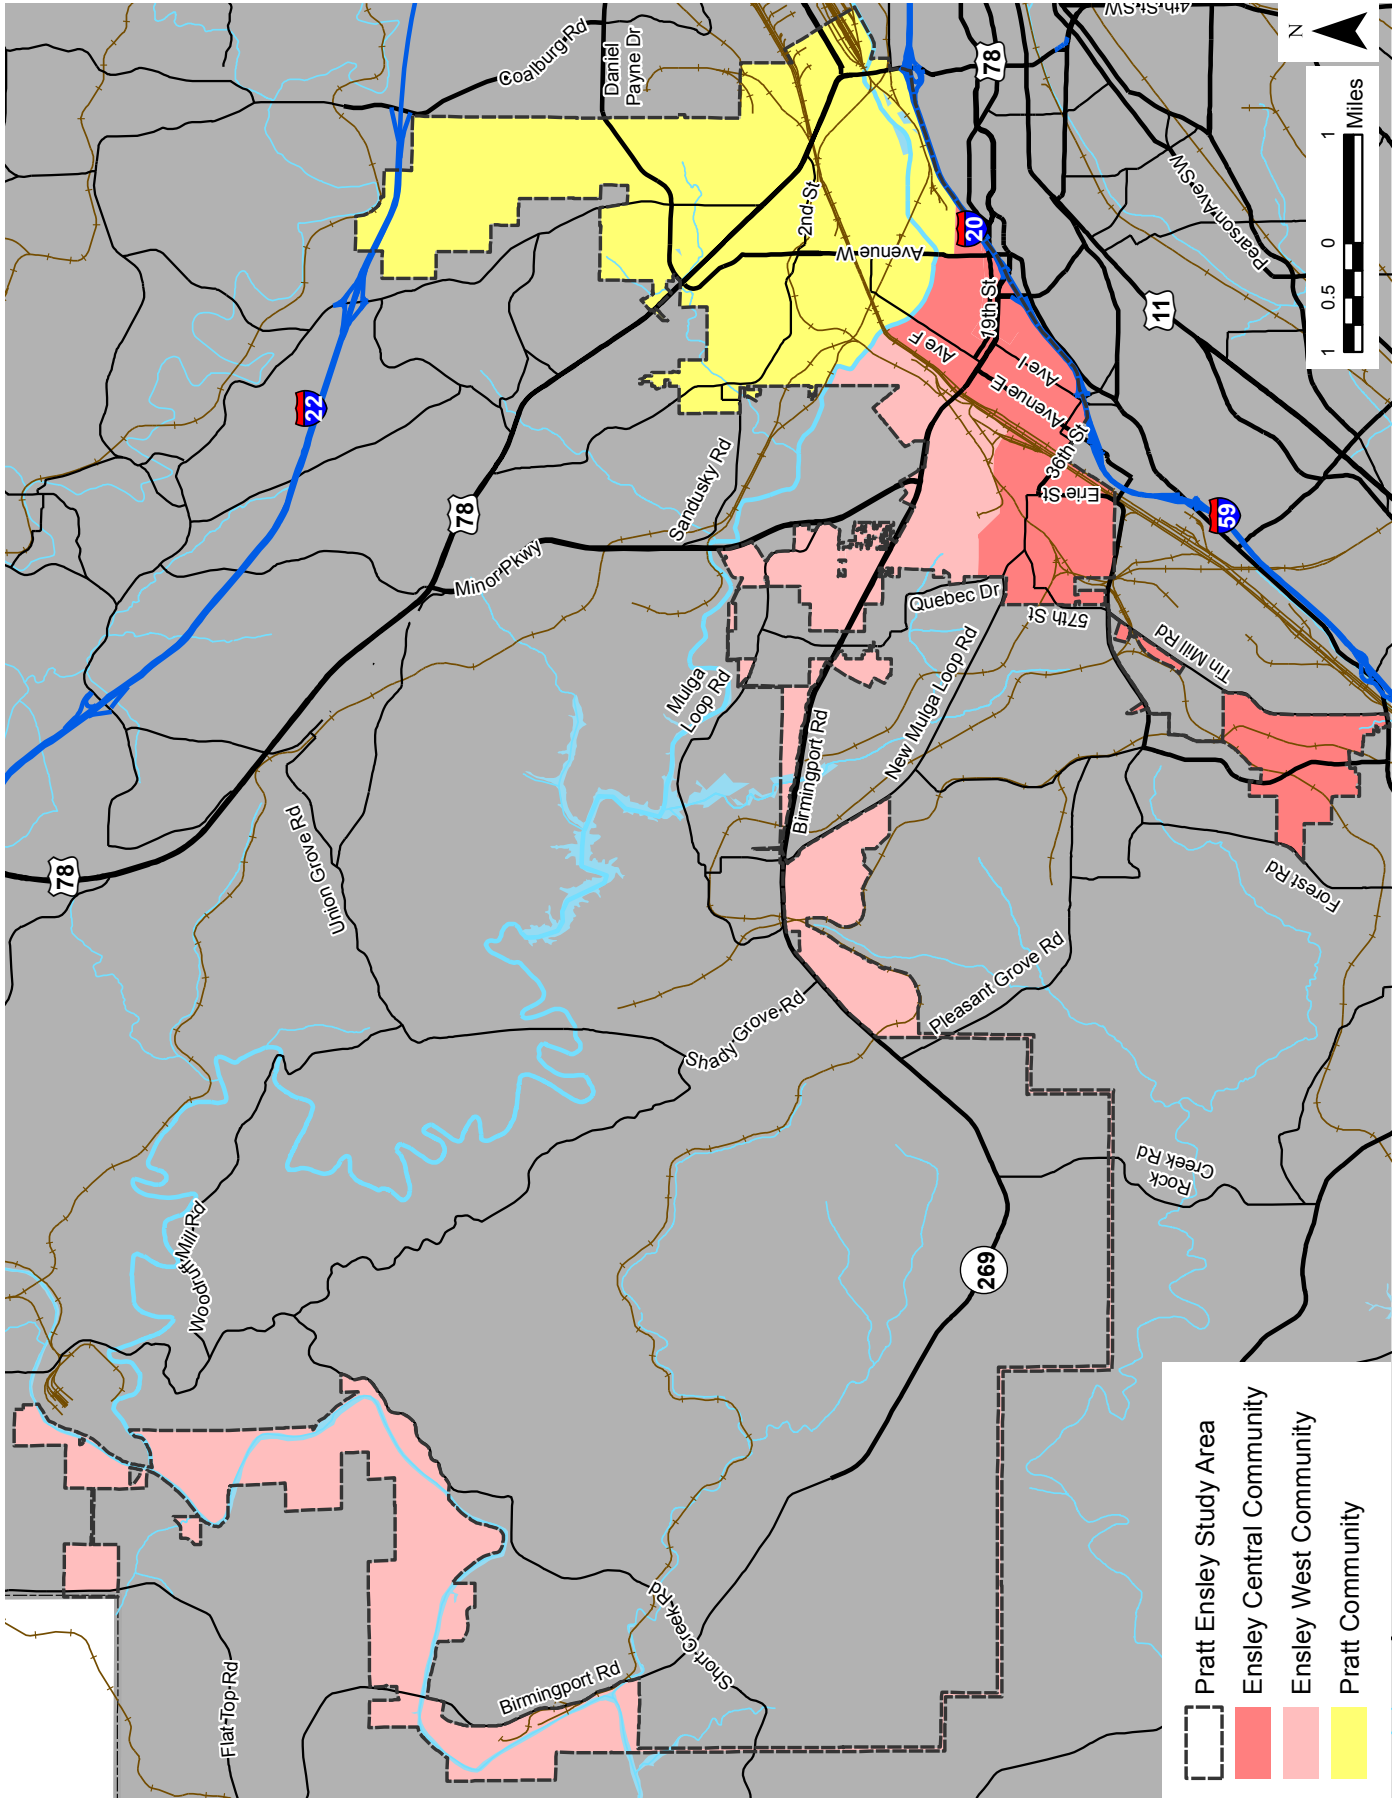 Coalburg Rd
Daniel
Payne Dr
4th St SW
N
78
22
2nd St
Avenue W
20
Pearson Ave SW
1
0.5
0
1
Miles
11
19th St
Ave F
Ave I
Avenue E
36th St
Erie St
Sandusky Rd
78
Minor Pkwy
59
Quebec Dr
57th St
Tin Mill Rd
Mulga
Loop Rd
New Mulga Loop Rd
Birmingport Rd
Union Grove Rd
78
Forest Rd
Pleasant Grove Rd
Shady Grove Rd
Rock
Creek Rd
Woodruff Mill Rd
269
Short Creek Rd
Birmingport Rd
Flat Top Rd
Pratt Ensley Study Area
Ensley Central Community
Ensley West Community
Pratt Community